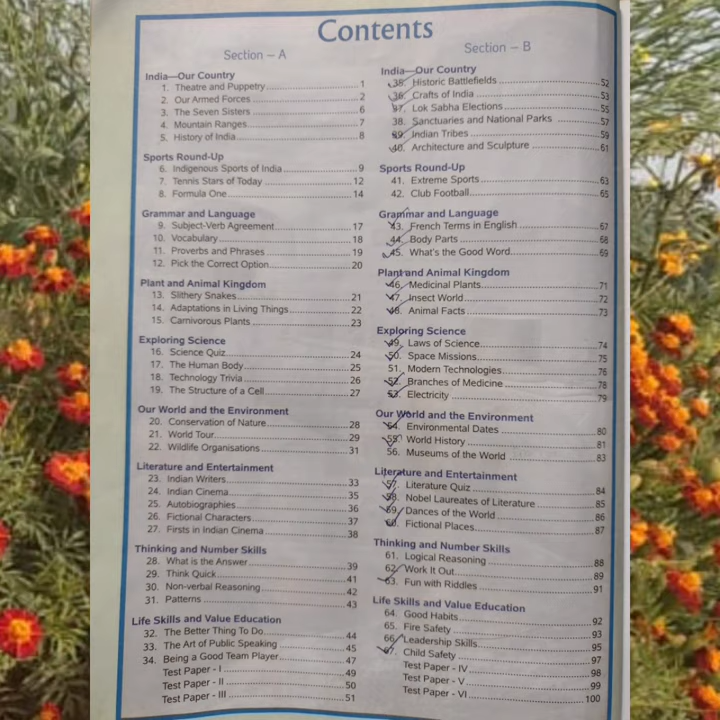 Contents
Section – A
India—Our Country
1. Theatre and Puppetry 1
2. Our Armed Forces 2
3. The Seven Sisters 6
4. Mountain Ranges 7
5. History of India 8
Sports Round-Up
6. Indigenous Sports of India 9
7. Tennis Stars of Today 12
8. Formula One 14
Grammar and Language
9. Subject-Verb Agreement 17
10. Vocabulary 18
11. Proverbs and Phrases 19
12. Pick the Correct Option 20
Plant and Animal Kingdom
13. Slithery Snakes 21
14. Adaptations in Living Things 22
15. Carnivorous Plants 23
Exploring Science
16. Science Quiz 24
17. The Human Body 25
18. Technology Trivia 26
19. The Structure of a Cell 27
Our World and the Environment
20. Conservation of Nature 28
21. World Tour 29
22. Wildlife Organisations 31
Literature and Entertainment
23. Indian Writers 33
24. Indian Cinema 35
25. Autobiographies 36
26. Fictional Characters 37
27. Firsts in Indian Cinema 38
Thinking and Number Skills
28. What is the Answer 39
29. Think Quick 41
30. Non-verbal Reasoning 42
31. Patterns 43
Life Skills and Value Education
32. The Better Thing To Do 44
33. The Art of Public Speaking 45
34. Being a Good Team Player 47
Test Paper - I 49
Test Paper - II 50
Test Paper - III 51
Section – B
India—Our Country
35. Historic Battlefields 52
36. Crafts of India 53
37. Lok Sabha Elections 55
38. Sanctuaries and National Parks 57
39. Indian Tribes 59
40. Architecture and Sculpture 61
Sports Round-Up
41. Extreme Sports 63
42. Club Football 65
Grammar and Language
43. French Terms in English 67
44. Body Parts 68
45. What's the Good Word 69
Plant and Animal Kingdom
46. Medicinal Plants 71
47. Insect World 72
48. Animal Facts 73
Exploring Science
49. Laws of Science 74
50. Space Missions 75
51. Modern Technologies 76
52. Branches of Medicine 78
53. Electricity 79
Our World and the Environment
54. Environmental Dates 80
55. World History 81
56. Museums of the World 83
Literature and Entertainment
57. Literature Quiz 84
58. Nobel Laureates of Literature 85
59. Dances of the World 86
60. Fictional Places 87
Thinking and Number Skills
61. Logical Reasoning 88
62. Work It Out 89
63. Fun with Riddles 91
Life Skills and Value Education
64. Good Habits 92
65. Fire Safety 93
66. Leadership Skills 95
67. Child Safety 97
Test Paper - IV 98
Test Paper - V 99
Test Paper - VI 100